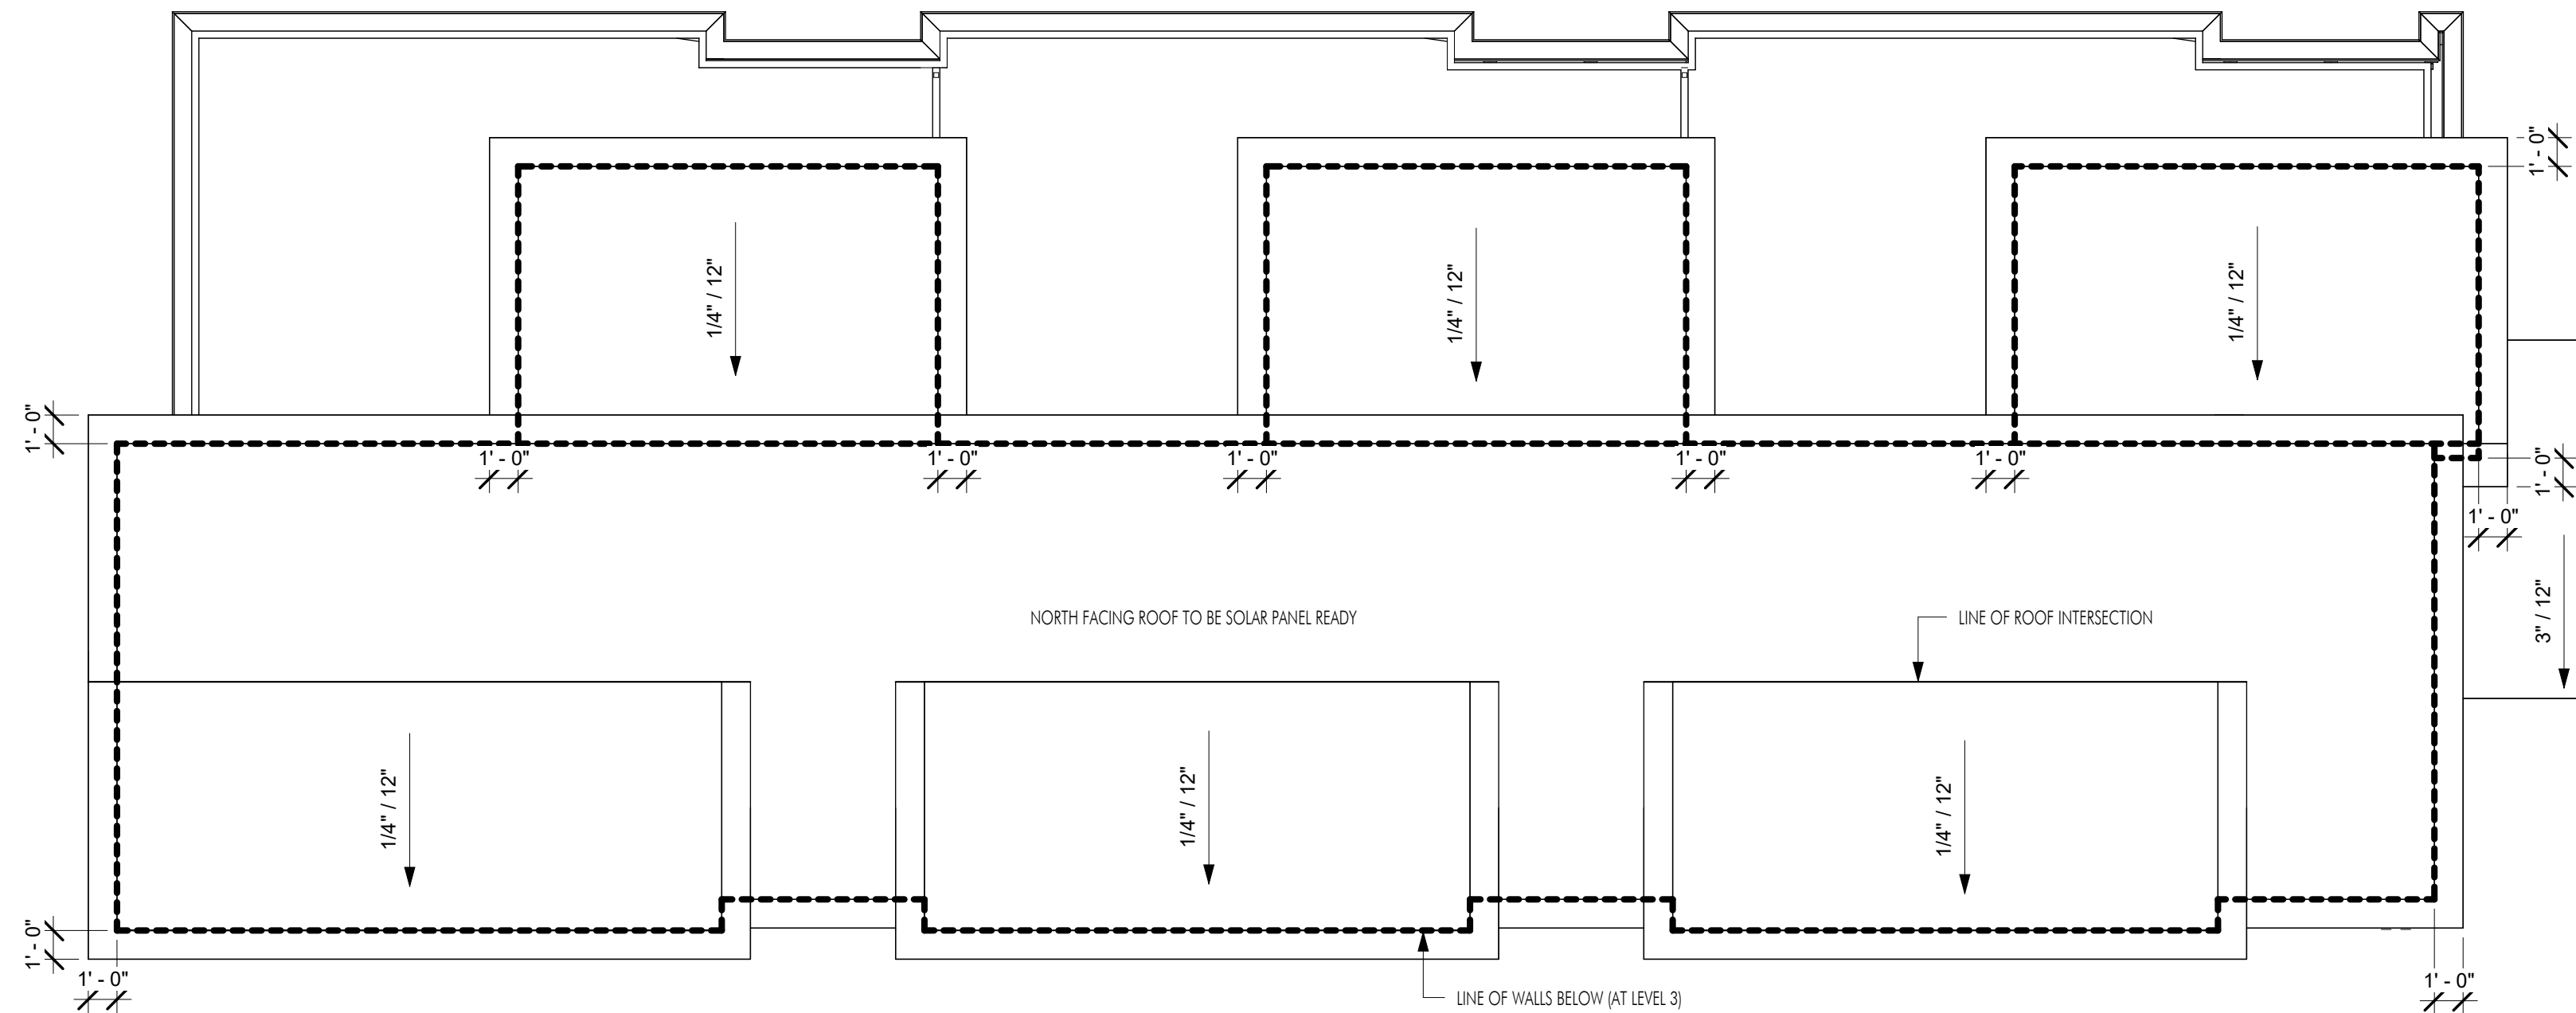 1' - 0"
1/4" / 12"
1/4" / 12"
1/4" / 12"
1' - 0"
1' - 0"
1' - 0"
1' - 0"
1' - 0"
1' - 0"
1' - 0"
1' - 0"
NORTH FACING ROOF TO BE SOLAR PANEL READY
LINE OF ROOF INTERSECTION
3" / 12"
1/4" / 12"
1/4" / 12"
1/4" / 12"
1' - 0"
1' - 0"
1' - 0"
LINE OF WALLS BELOW (AT LEVEL 3)